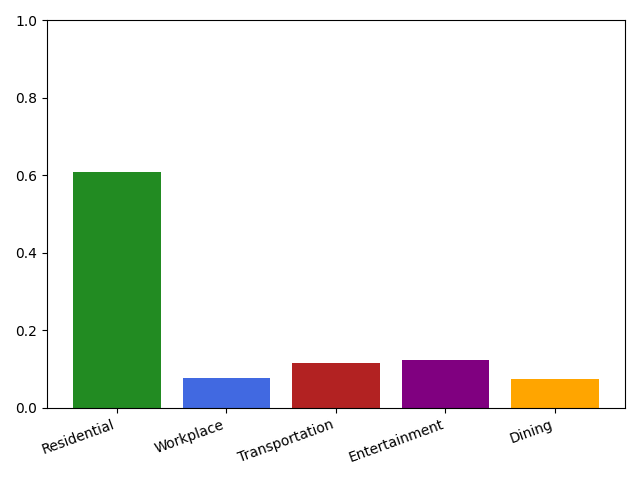 1.0
0.8
0.6
0.4
0.2
0.0
Residential
Workplace
Transportation
Entertainment
Dining